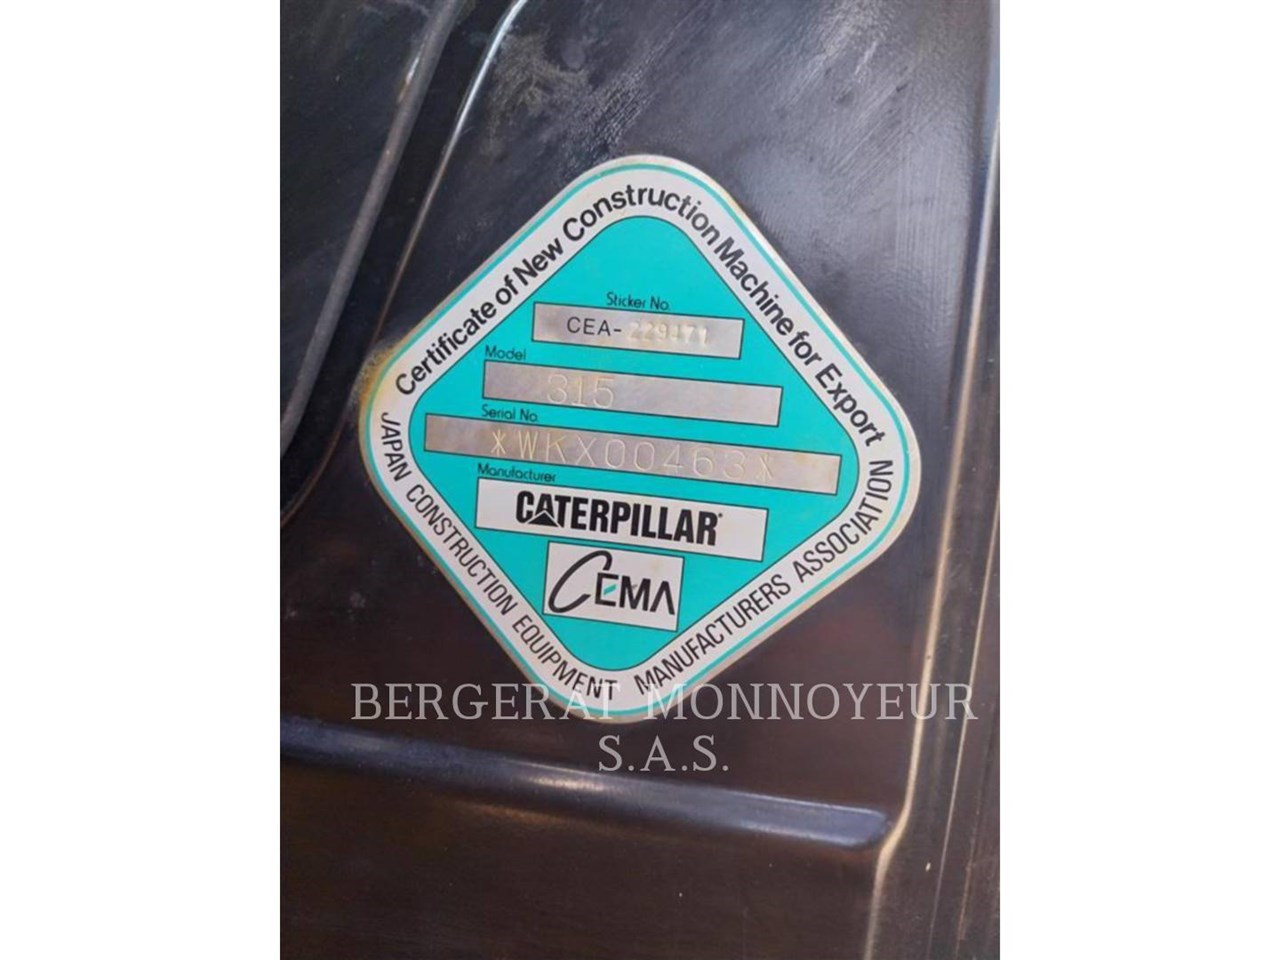 Certificate of New Construction Machine for Export
Sticker No.
CEA-
Model
315
Serial No.
*WKX00463*
Manufacturer
CATERPILLAR®
CEMA
JAPAN CONSTRUCTION EQUIPMENT MANUFACTURERS ASSOCIATION
BERGERAT MONNOYEUR
S.A.S.